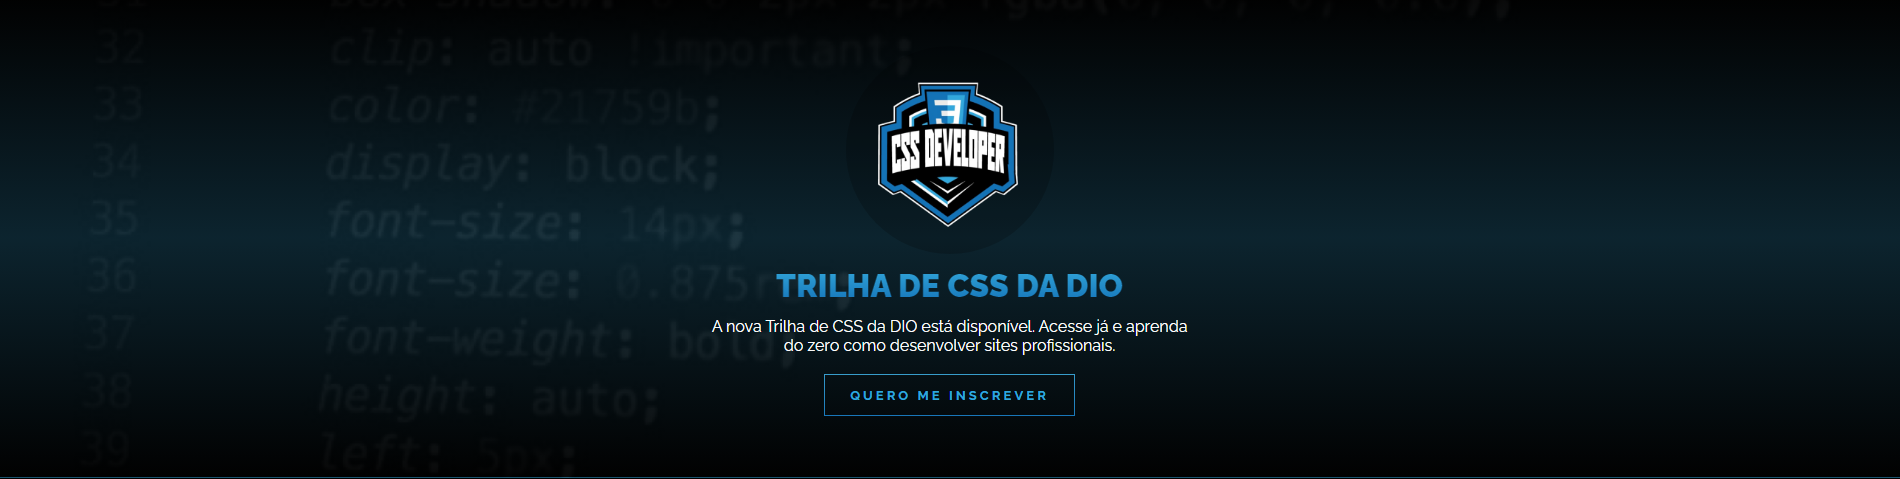 32 clip: auto !important;
33 color: #21759b;
34 display: block;
35 font-size: 14px;
36 font-size: 0.875r
37 font-weight: bold;
38 height: auto;
39 left: 5px;
3
CSS DEVELOPER
TRILHA DE CSS DA DIO
A nova Trilha de CSS da DIO está disponível. Acesse já e aprenda
do zero como desenvolver sites profissionais.
QUERO ME INSCREVER